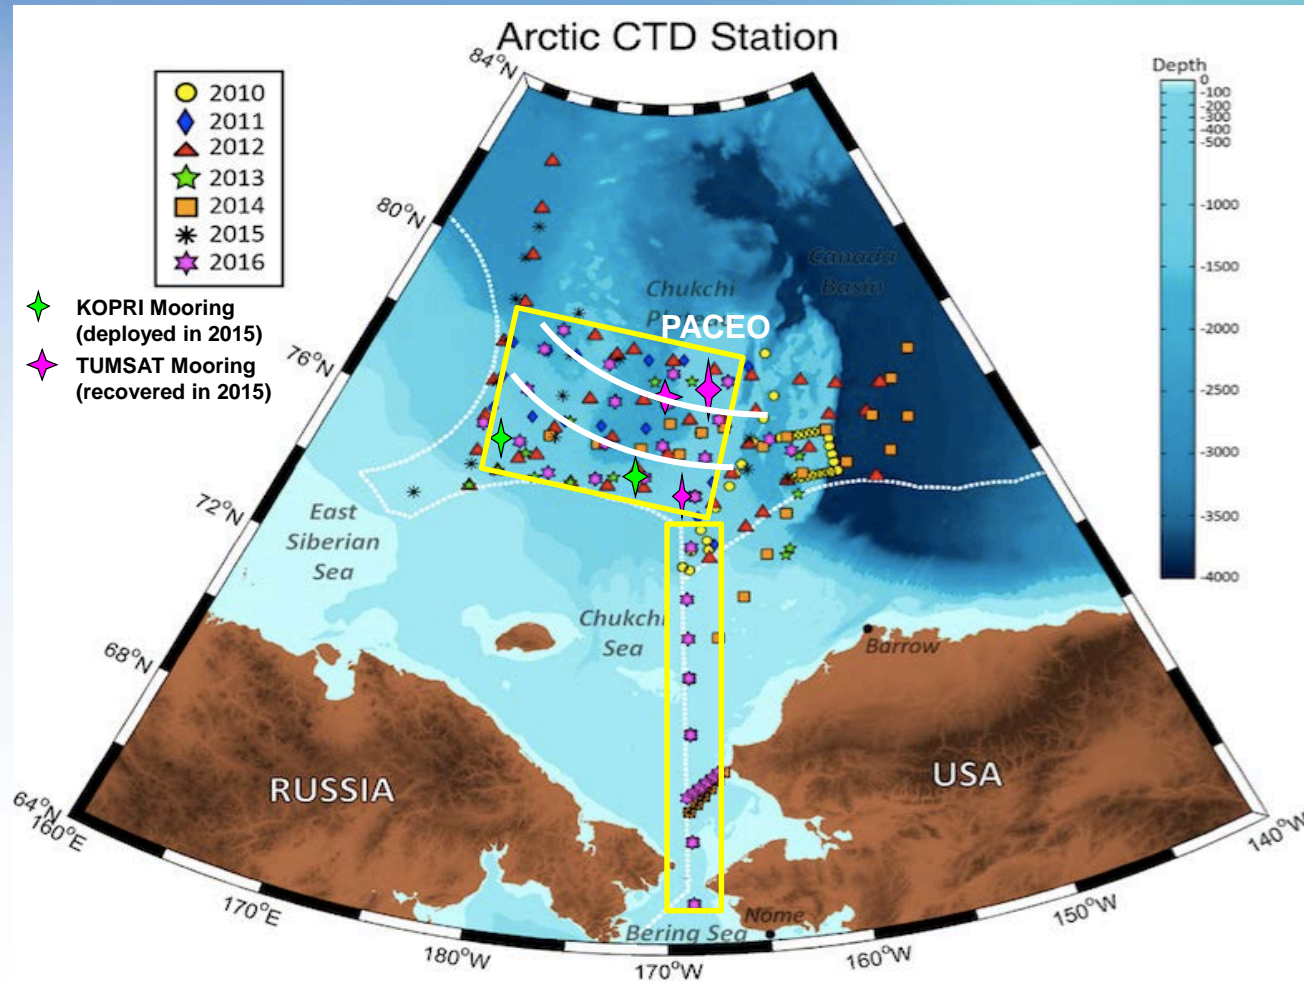 Arctic CTD Station
2010
2011
2012
2013
2014
2015
2016
KOPRI Mooring
(deployed in 2015)
TUMSAT Mooring
(recovered in 2015)
Depth
0
-100
-200
-300
-400
-500
-1000
-1500
-2000
-2500
-3000
-3500
-4000
84°N
80°N
76°N
72°N
68°N
64°N
160°E
170°E
180°W
170°W
160°W
150°W
140°W
Canada
Basin
Chukchi
PACEO
East
Siberian
Sea
Chukchi
Sea
Barrow
RUSSIA
USA
Nome
Bering Sea